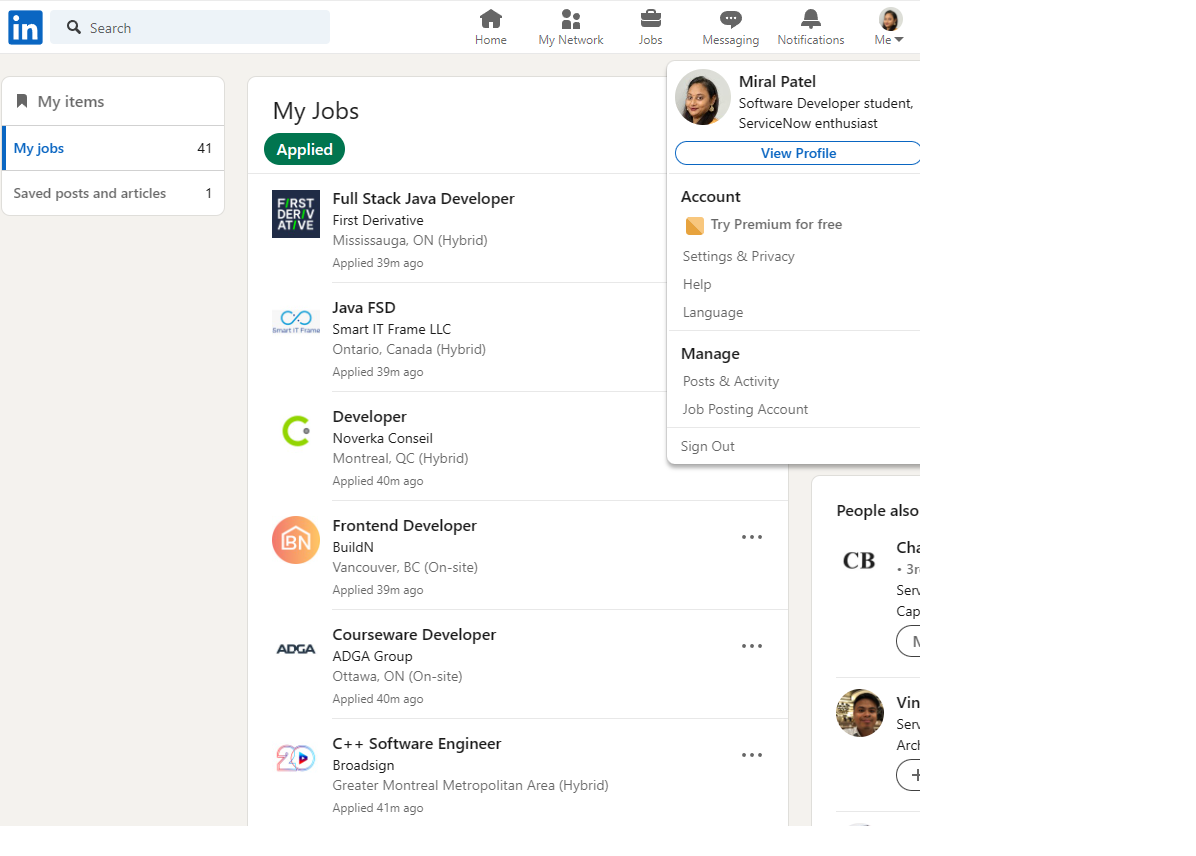 in
Search
Home
My Network
Jobs
Messaging
Notifications
Me
My items
My jobs 41
Saved posts and articles 1
My Jobs
Applied
FIRST
DERIV
ATIVE
Full Stack Java Developer
First Derivative
Mississauga, ON (Hybrid)
Applied 39m ago
Smart IT Frame
Java FSD
Smart IT Frame LLC
Ontario, Canada (Hybrid)
Applied 39m ago
Developer
Noverka Conseil
Montreal, QC (Hybrid)
Applied 40m ago
BN
Frontend Developer
BuildN
Vancouver, BC (On-site)
Applied 39m ago
ADGA
Courseware Developer
ADGA Group
Ottawa, ON (On-site)
Applied 40m ago
20
C++ Software Engineer
Broadsign
Greater Montreal Metropolitan Area (Hybrid)
Applied 41m ago
Miral Patel
Software Developer student,
ServiceNow enthusiast
View Profile
Account
Try Premium for free
Settings & Privacy
Help
Language
Manage
Posts & Activity
Job Posting Account
Sign Out
People also
CB
Cha
• 3r
Serv
Cap
Vin
Serv
Arch